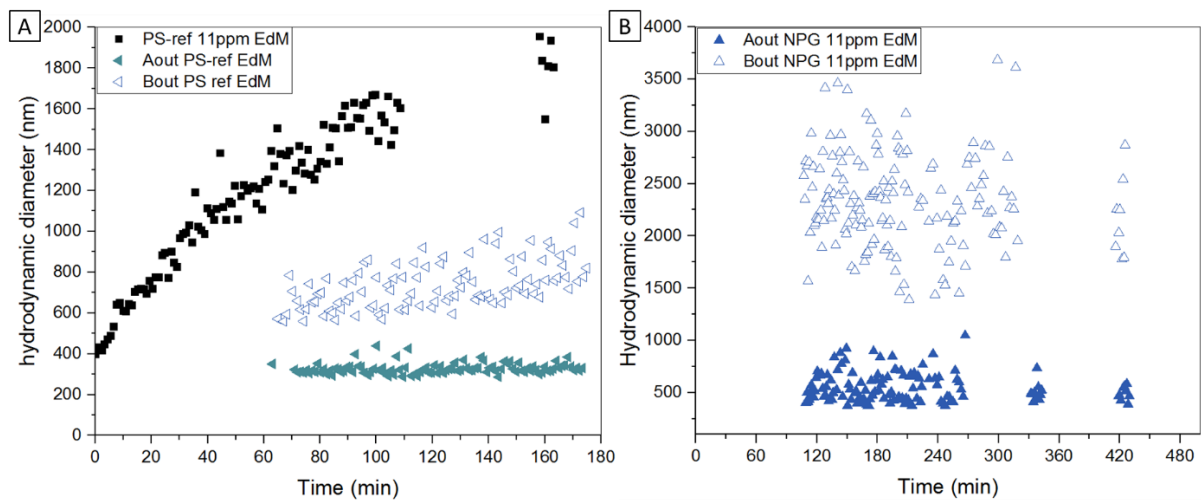 A
PS-ref 11ppm EdM
Aout PS-ref EdM
Bout PS ref EdM
hydrodynamic diameter (nm)
2000
1800
1600
1400
1200
1000
800
600
400
200
0
0 20 40 60 80 100 120 140 160 180
Time (min)
B
Aout NPG 11ppm EdM
Bout NPG 11ppm EdM
Hydrodynamic diameter (nm)
4000
3500
3000
2500
2000
1500
1000
500
0 120 180 240 300 360 420 480
Time (min)